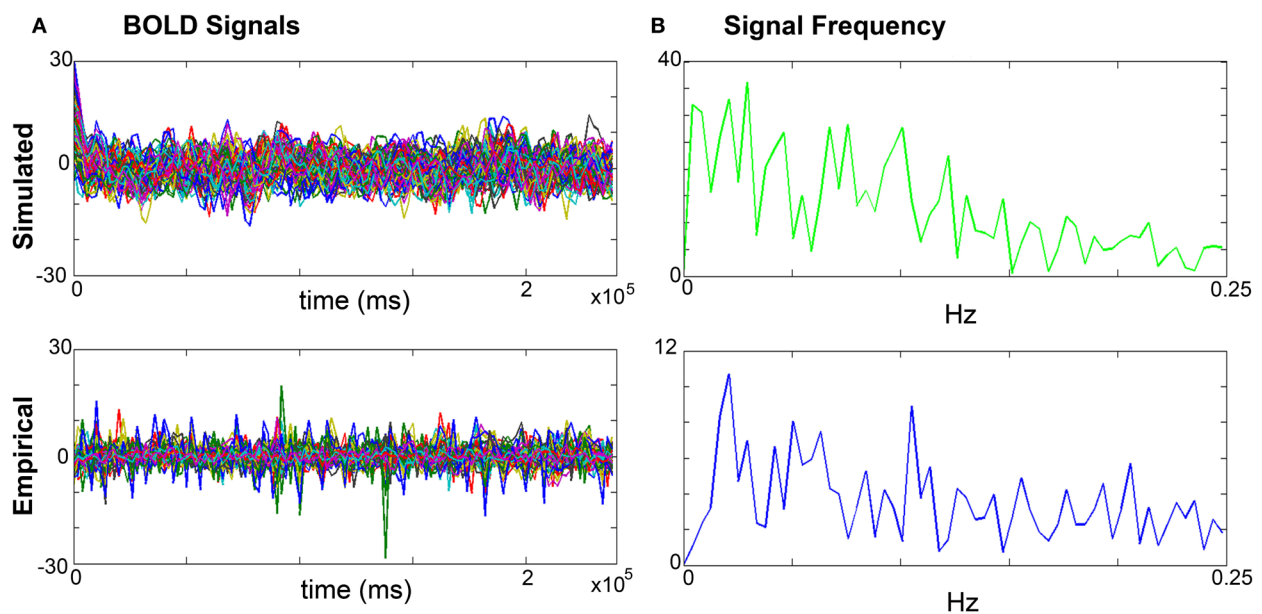 A BOLD Signals
B Signal Frequency
Simulated
30
0
-30
0
2
x10^5
time (ms)
40
0
0
0.25
Hz
Empirical
30
0
-30
0
2
x10^5
time (ms)
12
0
0
0.25
Hz